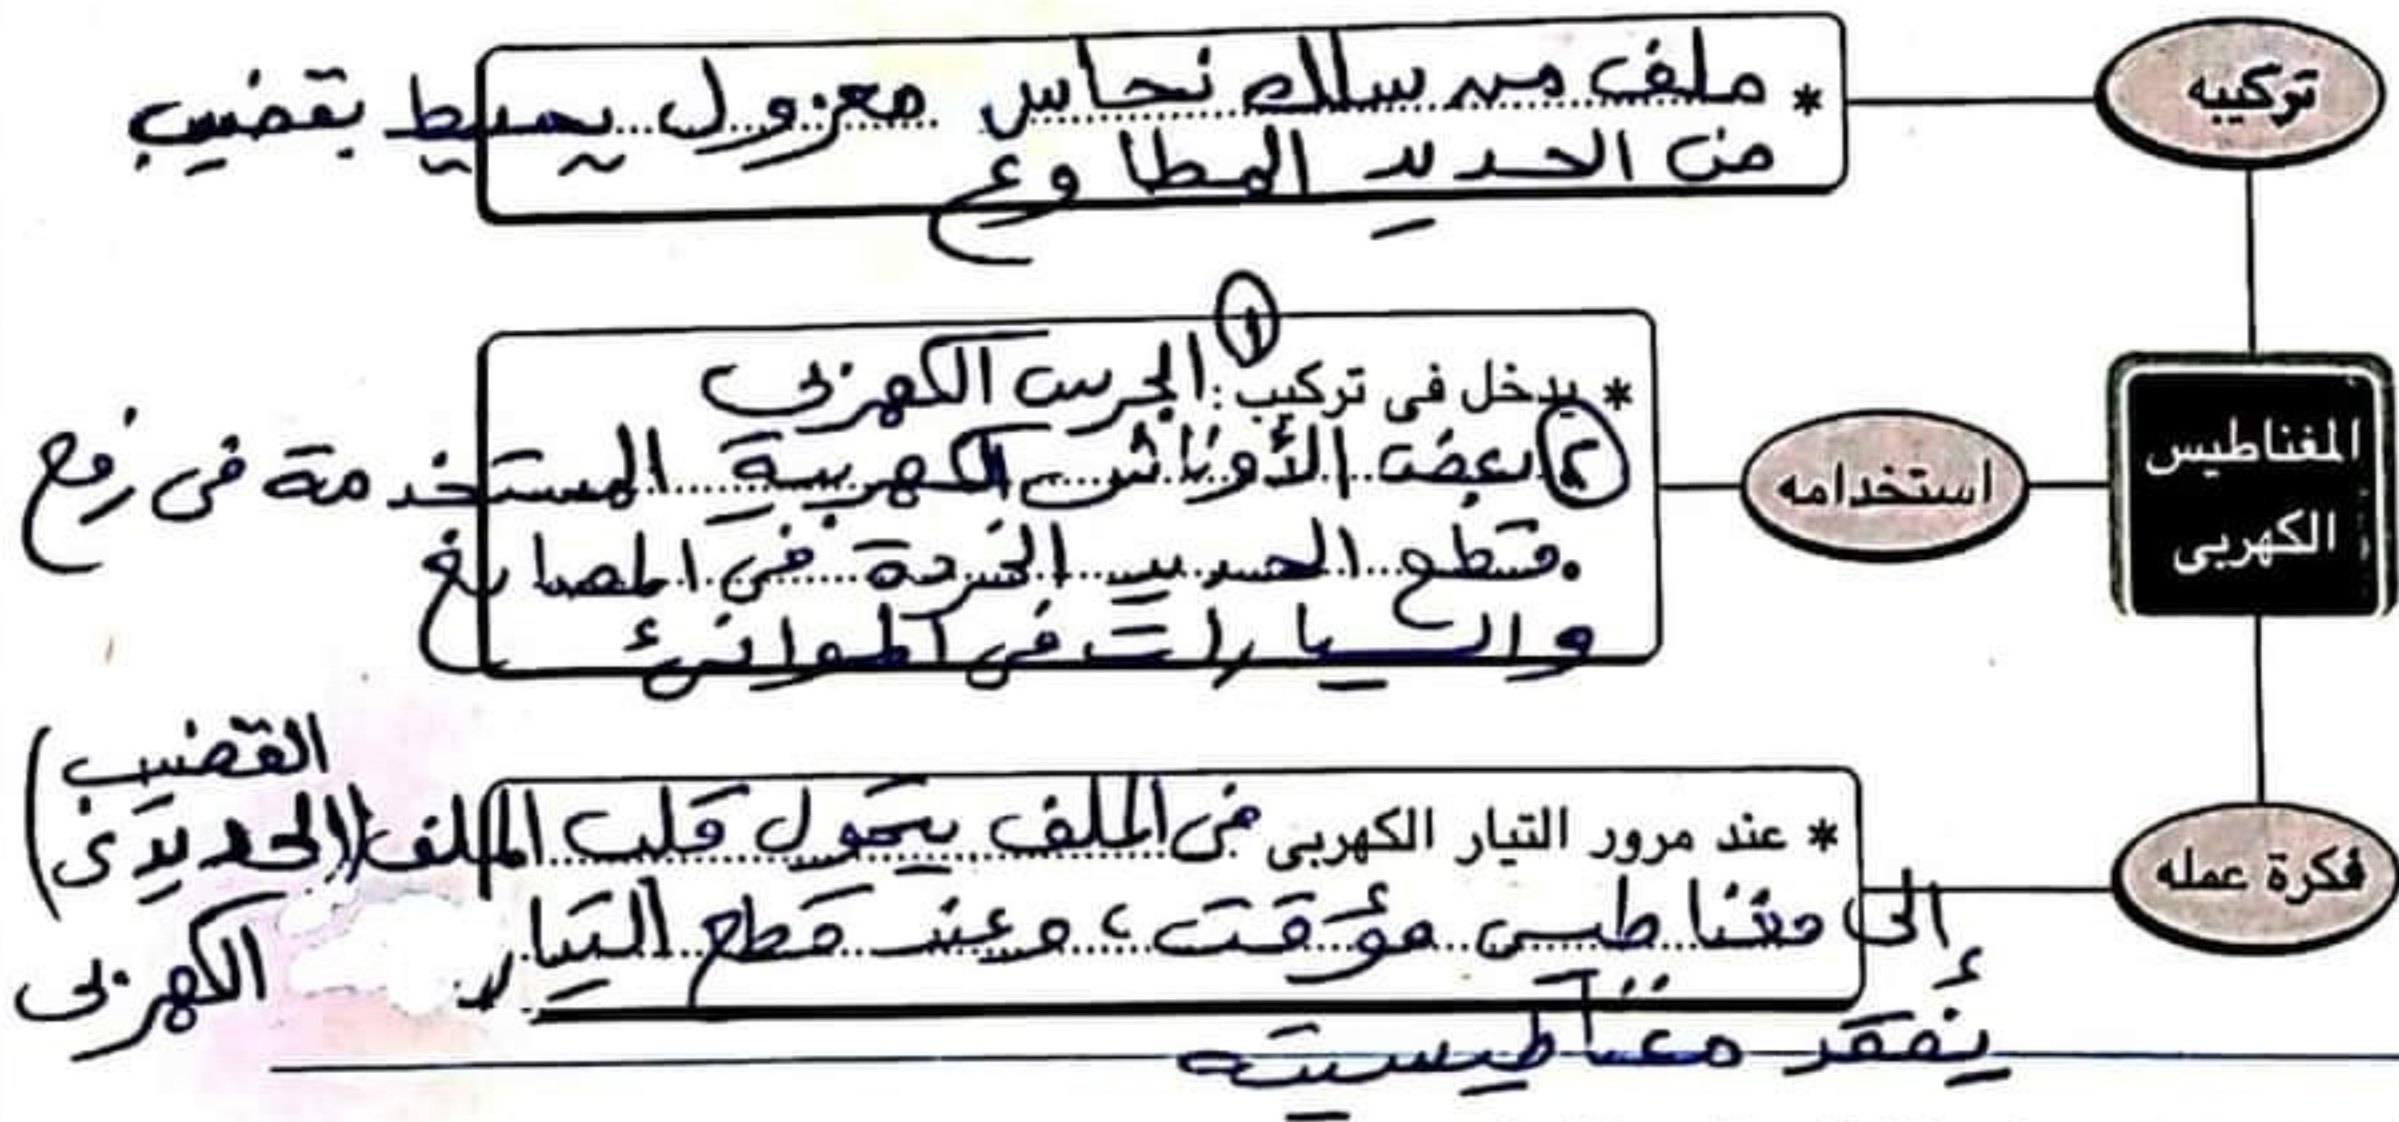 تركيبه
* ملف من سلك نحاس معزول يحيط بقضيب
من الحديد المطاوع
المغناطيس
الكهربى
استخدامه
* يدخل فى تركيب: ① الجرس الكهربى
② بعض الأوناش الكهربية المستخدمة فى رفع
قطع الحديد الخردة فى المصانع
والسيارات فى الموانئ
فكرة عمله
* عند مرور التيار الكهربى فى الملف يتحول قلب الملف (القضيب الحديدى)
إلى مغناطيس مؤقت، وعند قطع التيار الكهربى
يفقد مغناطيسيته